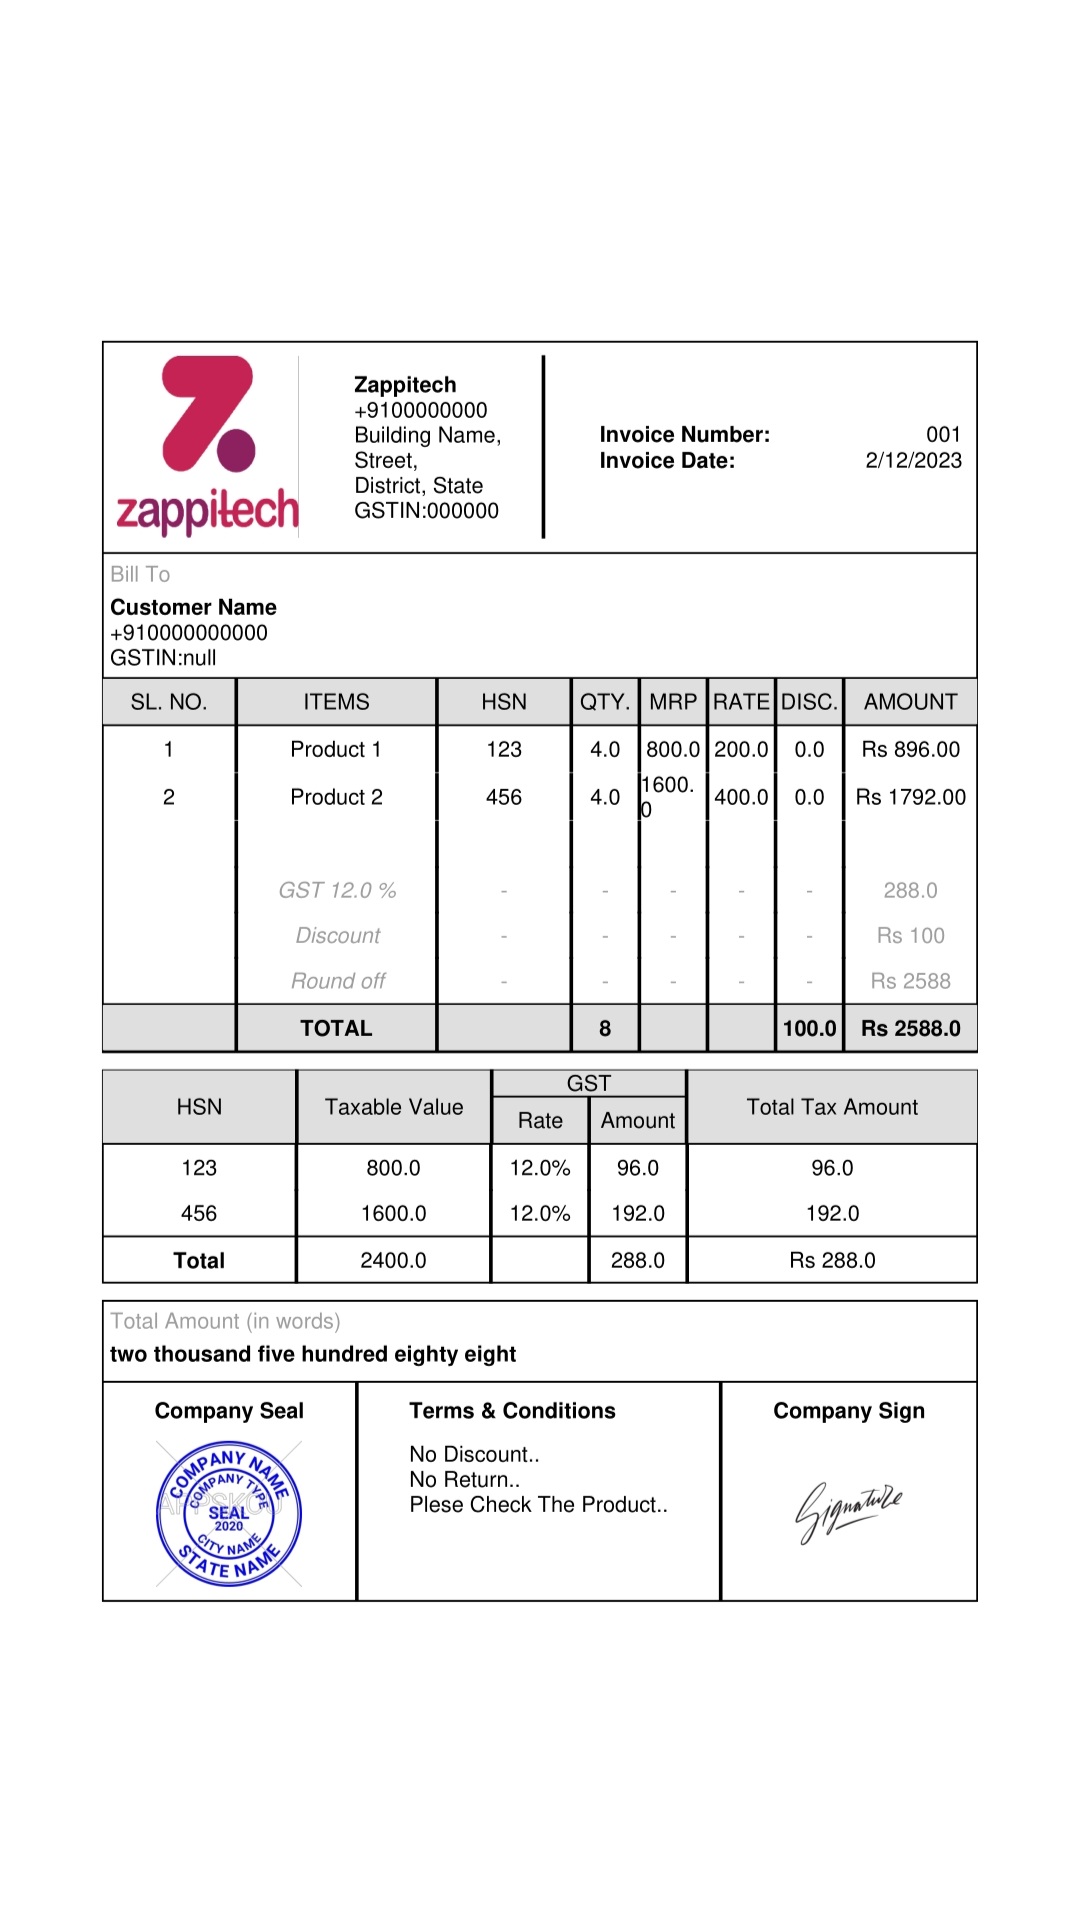 zappitech
Zappitech
+9100000000
Building Name,
Street,
District, State
GSTIN:000000
Invoice Number: 001
Invoice Date: 2/12/2023
Bill To
Customer Name
+910000000000
GSTIN:null
SL. NO. ITEMS HSN QTY. MRP RATE DISC. AMOUNT
1 Product 1 123 4.0 800.0 200.0 0.0 Rs 896.00
2 Product 2 456 4.0 1600.0 400.0 0.0 Rs 1792.00
GST 12.0 % - - - - - 288.0
Discount - - - - - Rs 100
Round off - - - - - Rs 2588
TOTAL 8 100.0 Rs 2588.0
HSN Taxable Value GST Total Tax Amount
Rate Amount
123 800.0 12.0% 96.0 96.0
456 1600.0 12.0% 192.0 192.0
Total 2400.0 288.0 Rs 288.0
Total Amount (in words)
two thousand five hundred eighty eight
Company Seal
COMPANY NAME
COMPANY TYPE
SEAL
2020
CITY NAME
STATE NAME
Terms & Conditions
No Discount..
No Return..
Plese Check The Product..
Company Sign
Signature